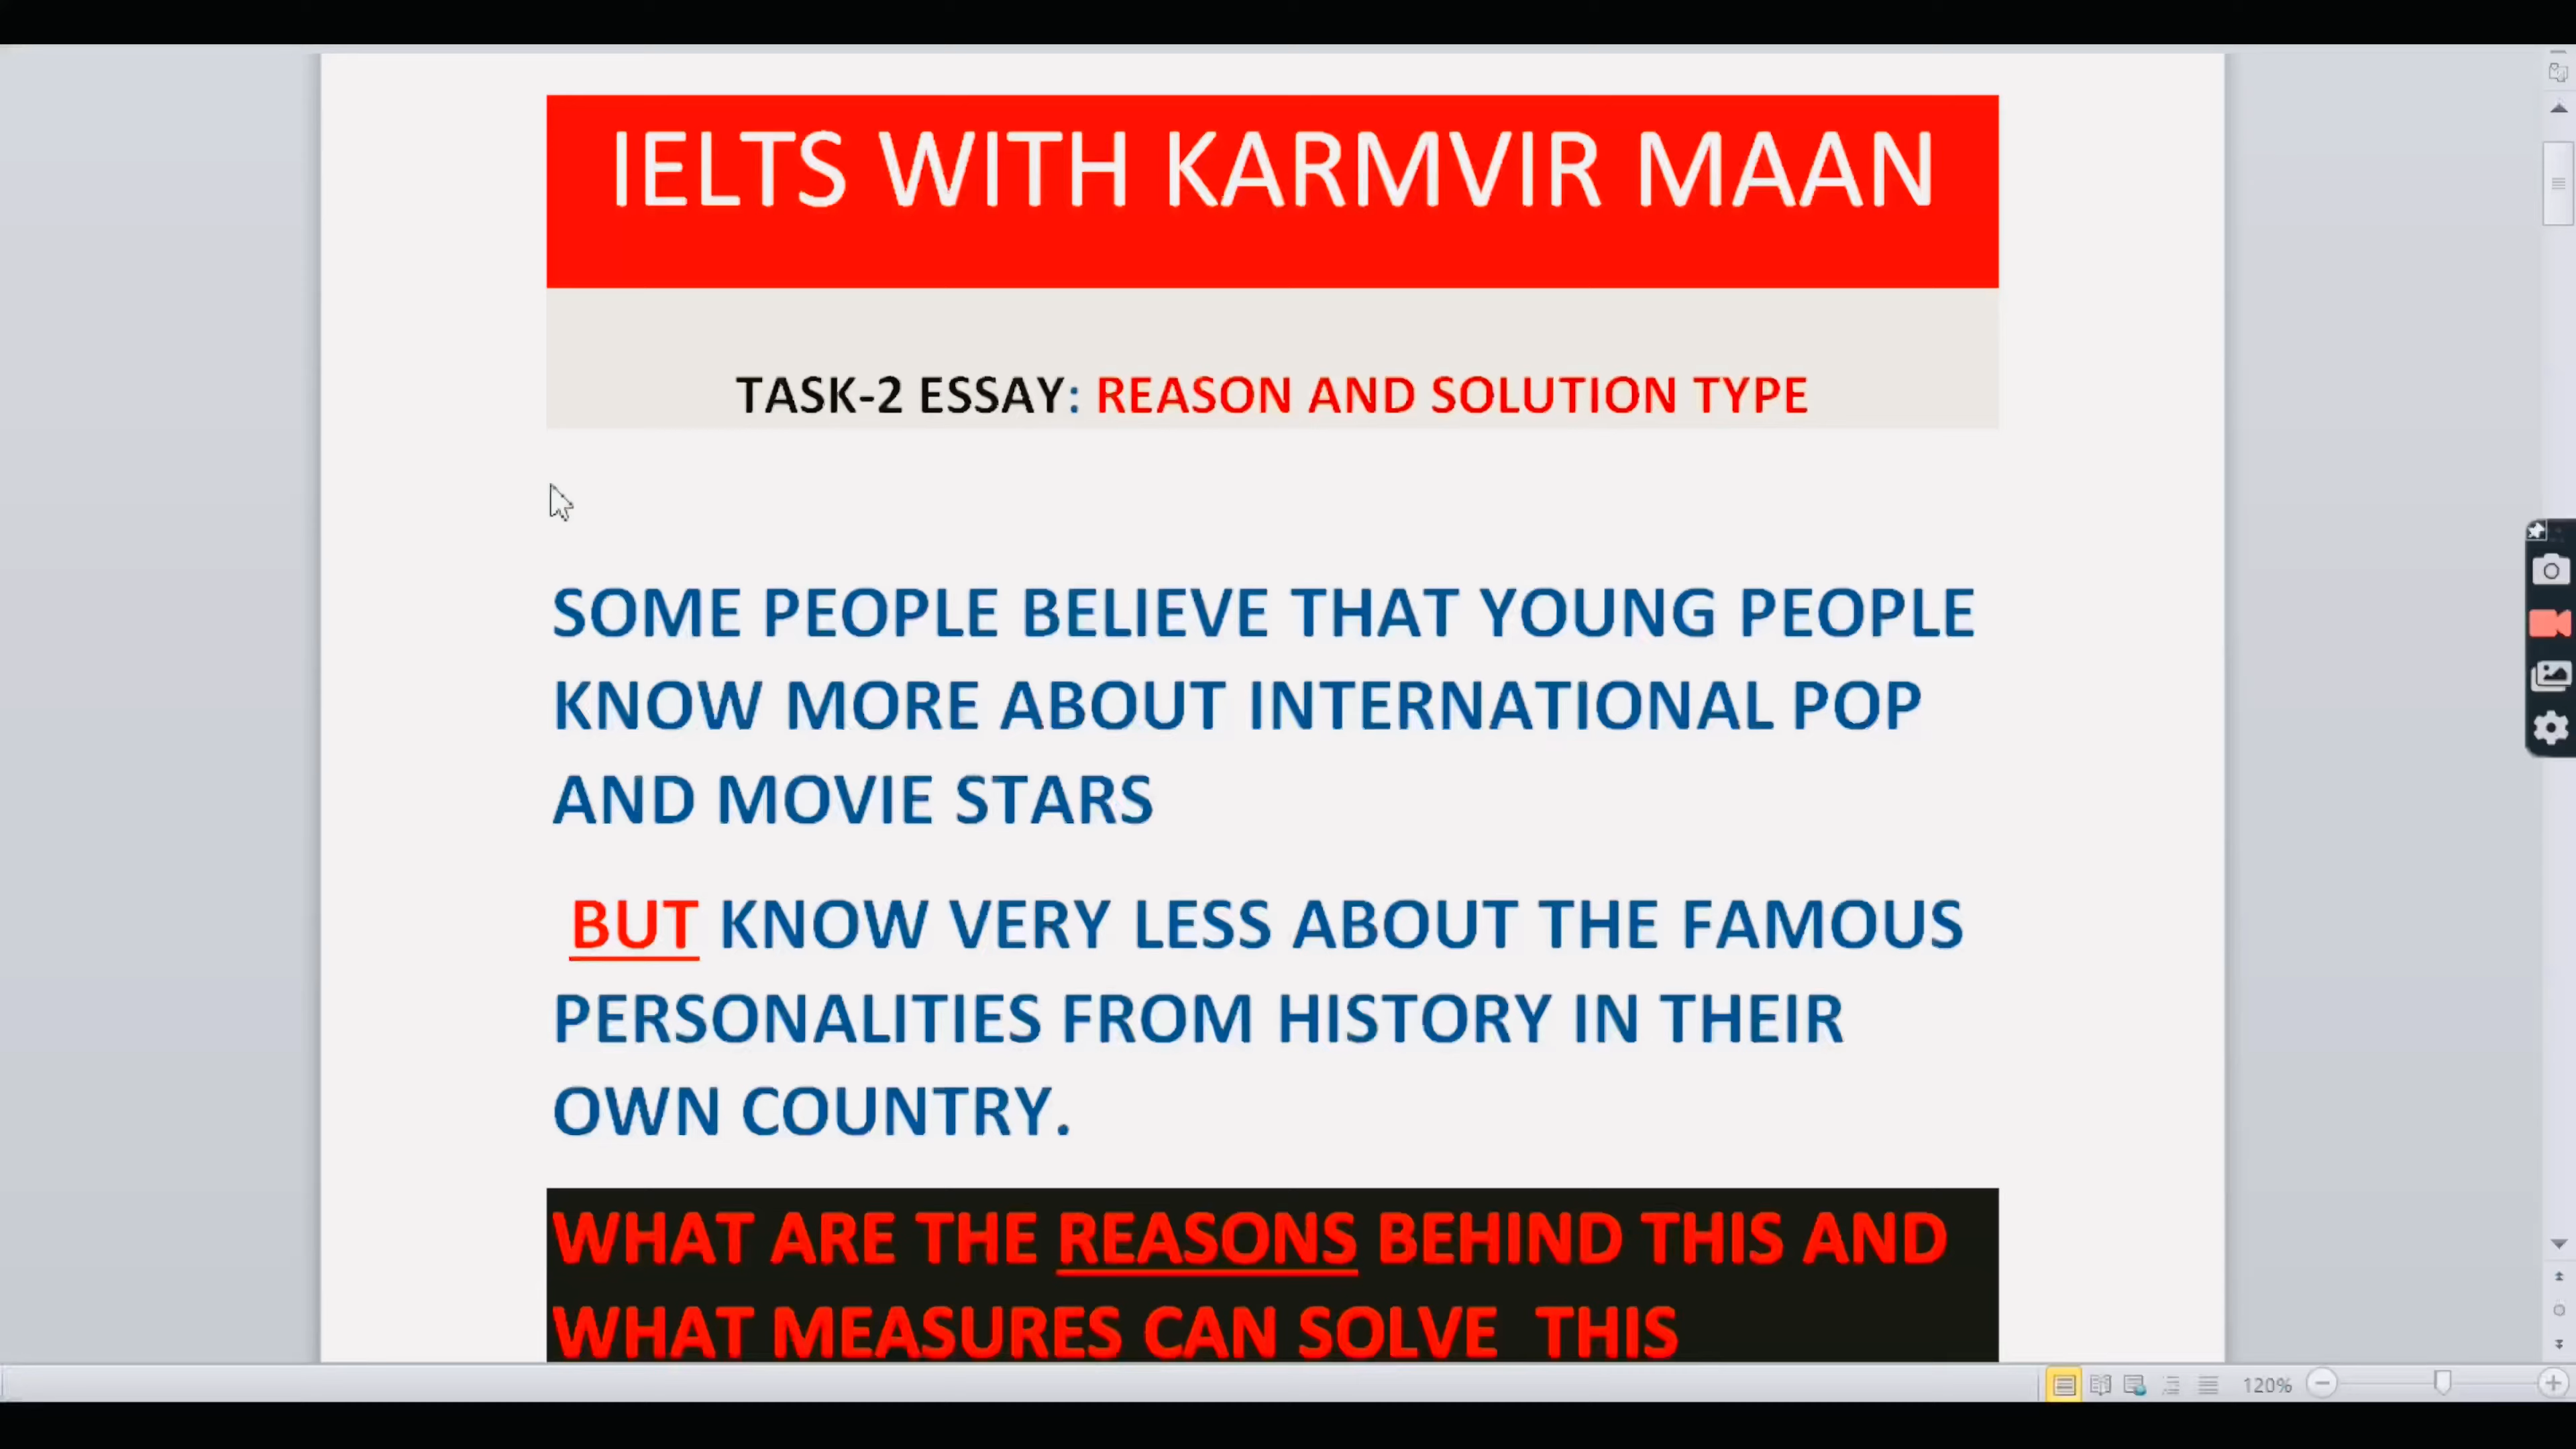 IELTS WITH KARMVIR MAAN
TASK-2 ESSAY: REASON AND SOLUTION TYPE
SOME PEOPLE BELIEVE THAT YOUNG PEOPLE
KNOW MORE ABOUT INTERNATIONAL POP
AND MOVIE STARS
BUT KNOW VERY LESS ABOUT THE FAMOUS
PERSONALITIES FROM HISTORY IN THEIR
OWN COUNTRY.
WHAT ARE THE REASONS BEHIND THIS AND
WHAT MEASURES CAN SOLVE THIS
120%